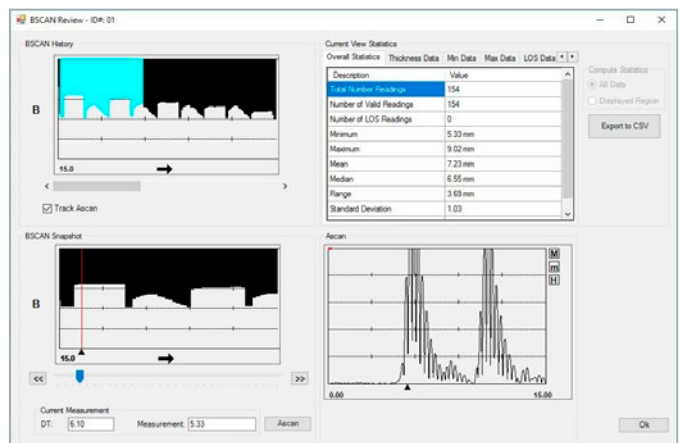 BSCAN Review - ID#: 01
BSCAN History
B
15.0
Track Ascan
Current View Statistics
Overall Statistics Thickness Data Min Data Max Data LOS Data
Description Value
Total Number Readings 154
Number of Valid Readings 154
Number of LOS Readings 0
Minimum 5.33 mm
Maximum 9.02 mm
Mean 7.23 mm
Median 6.55 mm
Range 3.69 mm
Standard Deviation 1.03
Compute Statistics
All Data
Displayed Region
Export to CSV
BSCAN Snapshot
B
15.0
<< >>
Current Measurement
DT: 6.10 Measurement: 5.33 Ascan
Ascan
M
m
H
0.00 15.00
Ok